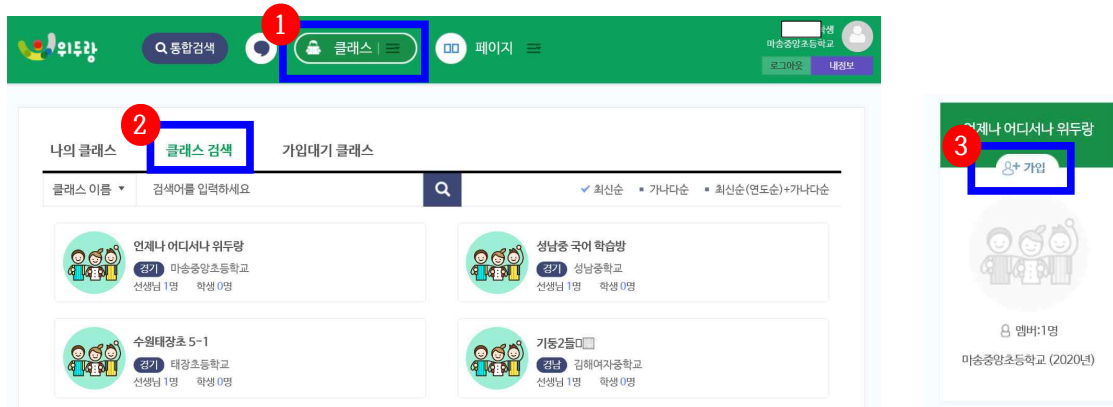 1
위두랑 통합검색 클래스 페이지
학생
마송중앙초등학교
로그아웃 내정보
2
나의 클래스 클래스 검색 가입대기 클래스
클래스 이름 ▼ 검색어를 입력하세요 ✔ 최신순 ▪ 가나다순 ▪ 최신순(연도순)+가나다순
언제나 어디서나 위두랑
경기 마송중앙초등학교
선생님 1명 학생 0명
성남중 국어 학습방
경기 성남중학교
선생님 1명 학생 0명
수원태장초 5-1
경기 태장초등학교
선생님 1명 학생 0명
기동2들
경남 김해여자중학교
선생님 1명 학생 0명
언제나 어디서나 위두랑
3
가입
멤버:1명
마송중앙초등학교 (2020년)